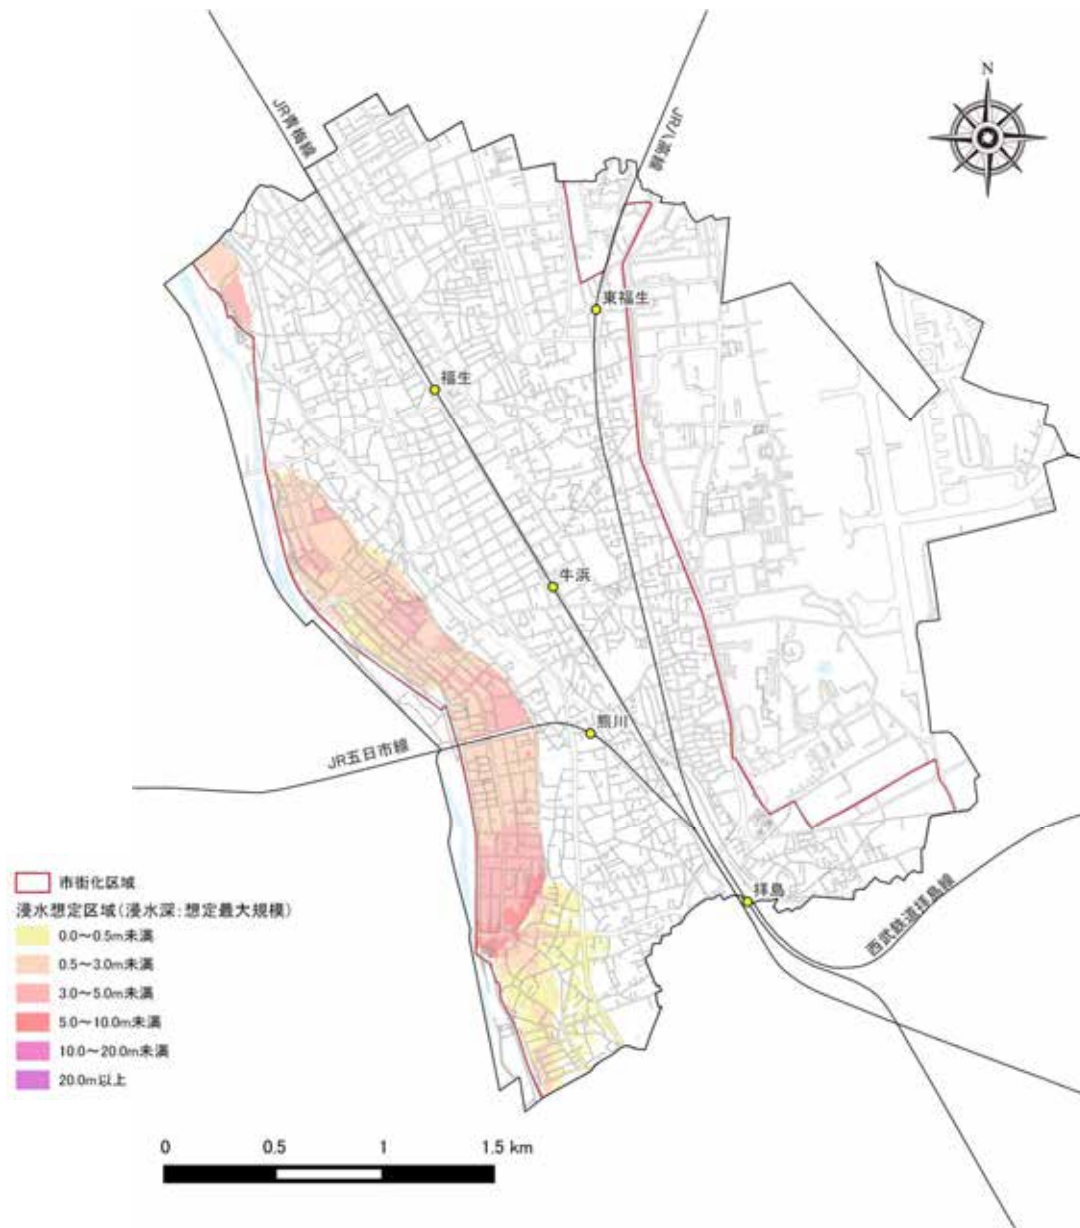 N
JR青梅線
JR八高線
東福生
福生
牛浜
熊川
JR五日市線
拝島
西武鉄道拝島線
市街化区域
浸水想定区域(浸水深:想定最大規模)
0.0～0.5m未満
0.5～3.0m未満
3.0～5.0m未満
5.0～10.0m未満
10.0～20.0m未満
20.0m以上
0 0.5 1 1.5 km